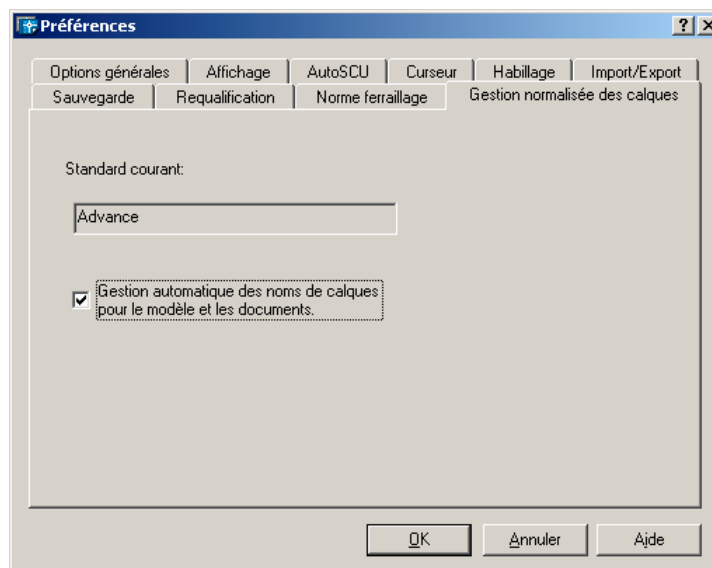 Préférences
Options générales
Affichage
AutoSCU
Curseur
Habillage
Import/Export
Sauvegarde
Requalification
Norme ferraillage
Gestion normalisée des calques
Standard courant:
Advance
Gestion automatique des noms de calques
pour le modèle et les documents.
OK
Annuler
Aide